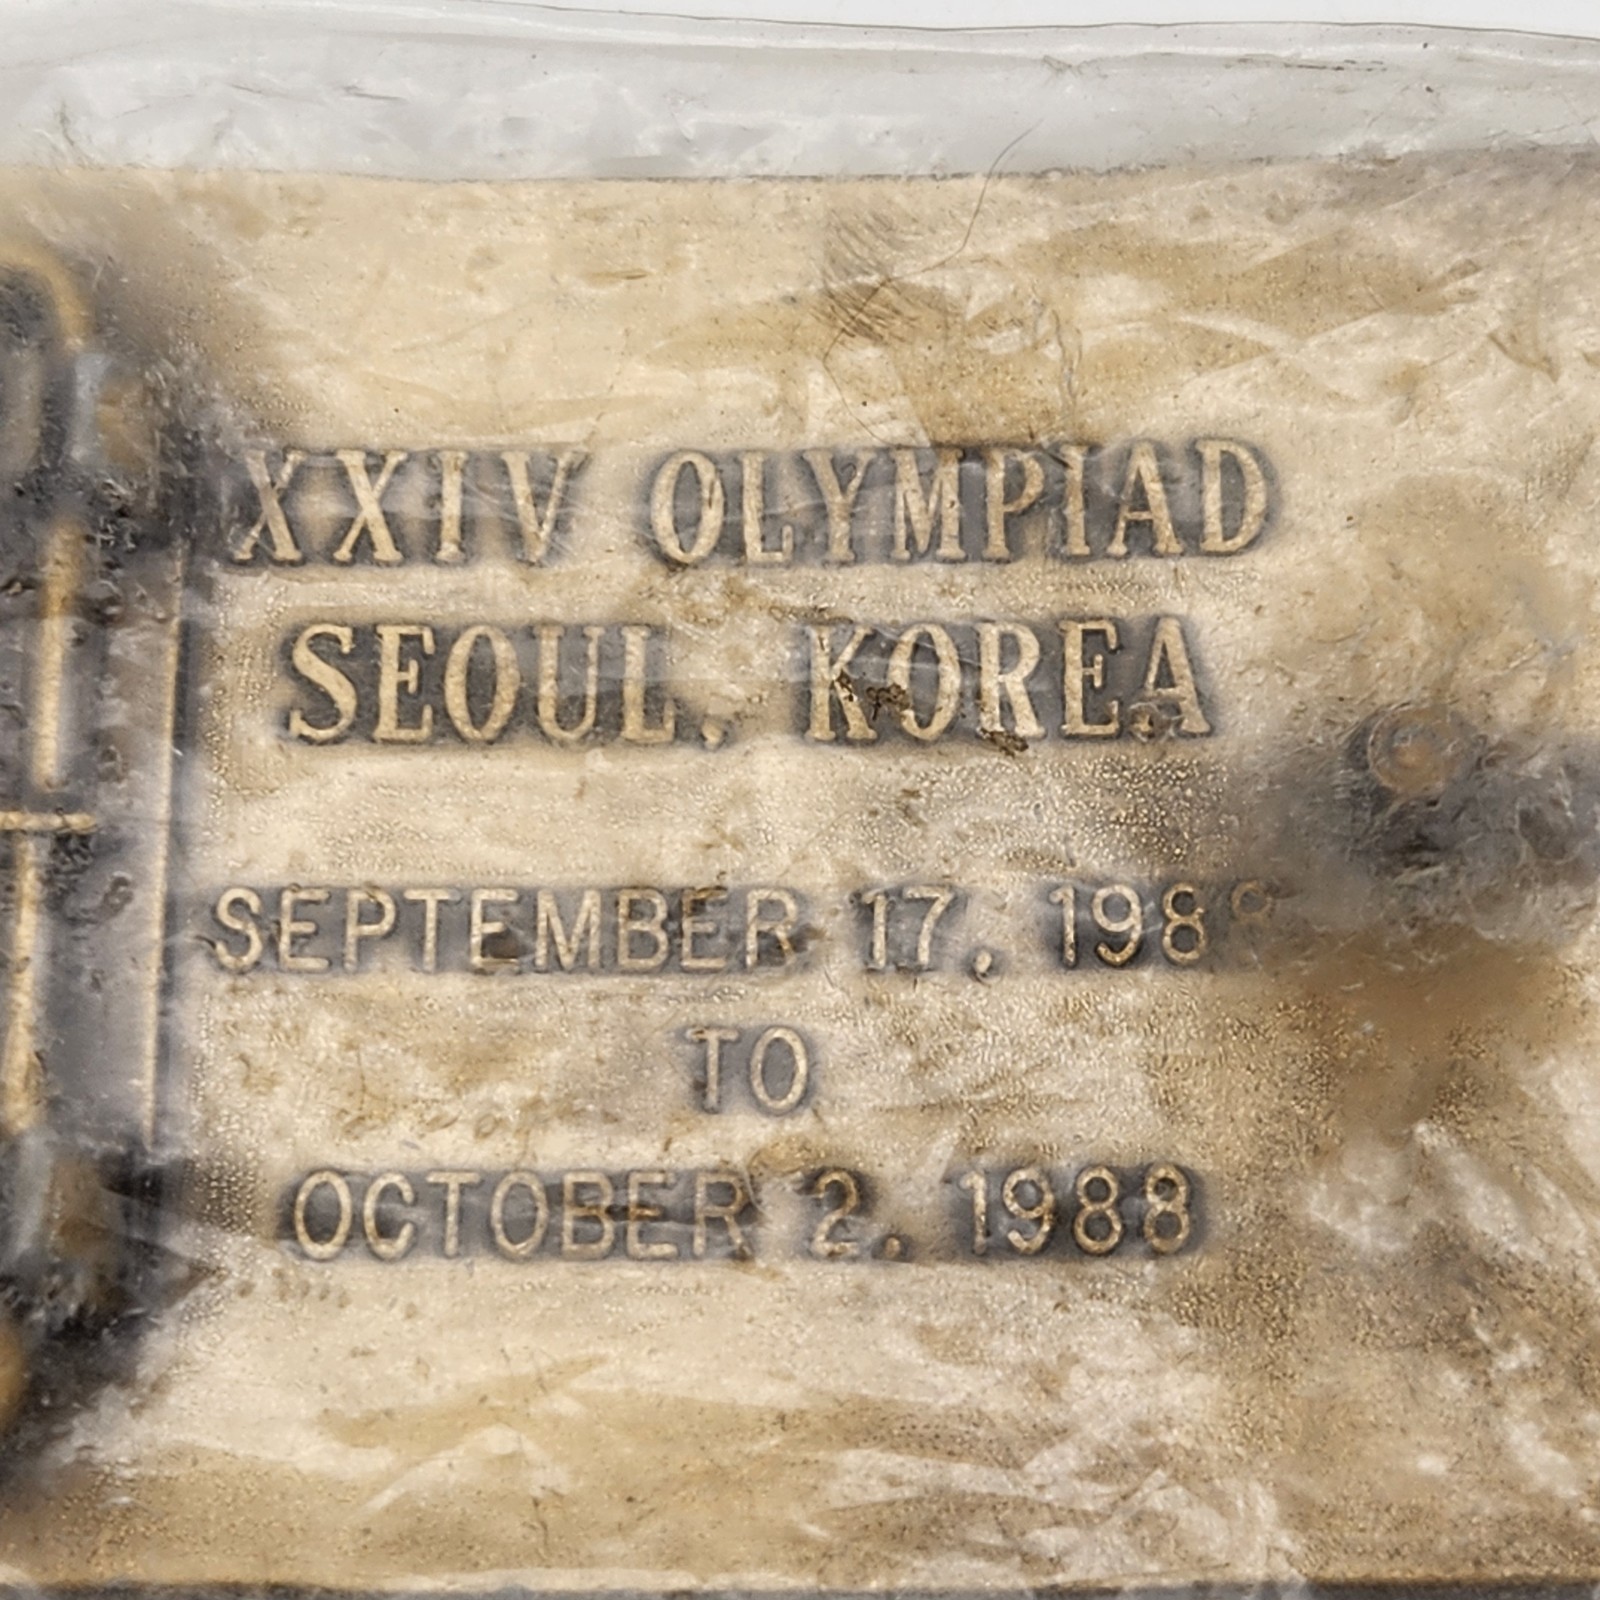 XXIV OLYMPIAD
SEOUL, KOREA
SEPTEMBER 17, 1988
TO
OCTOBER 2, 1988